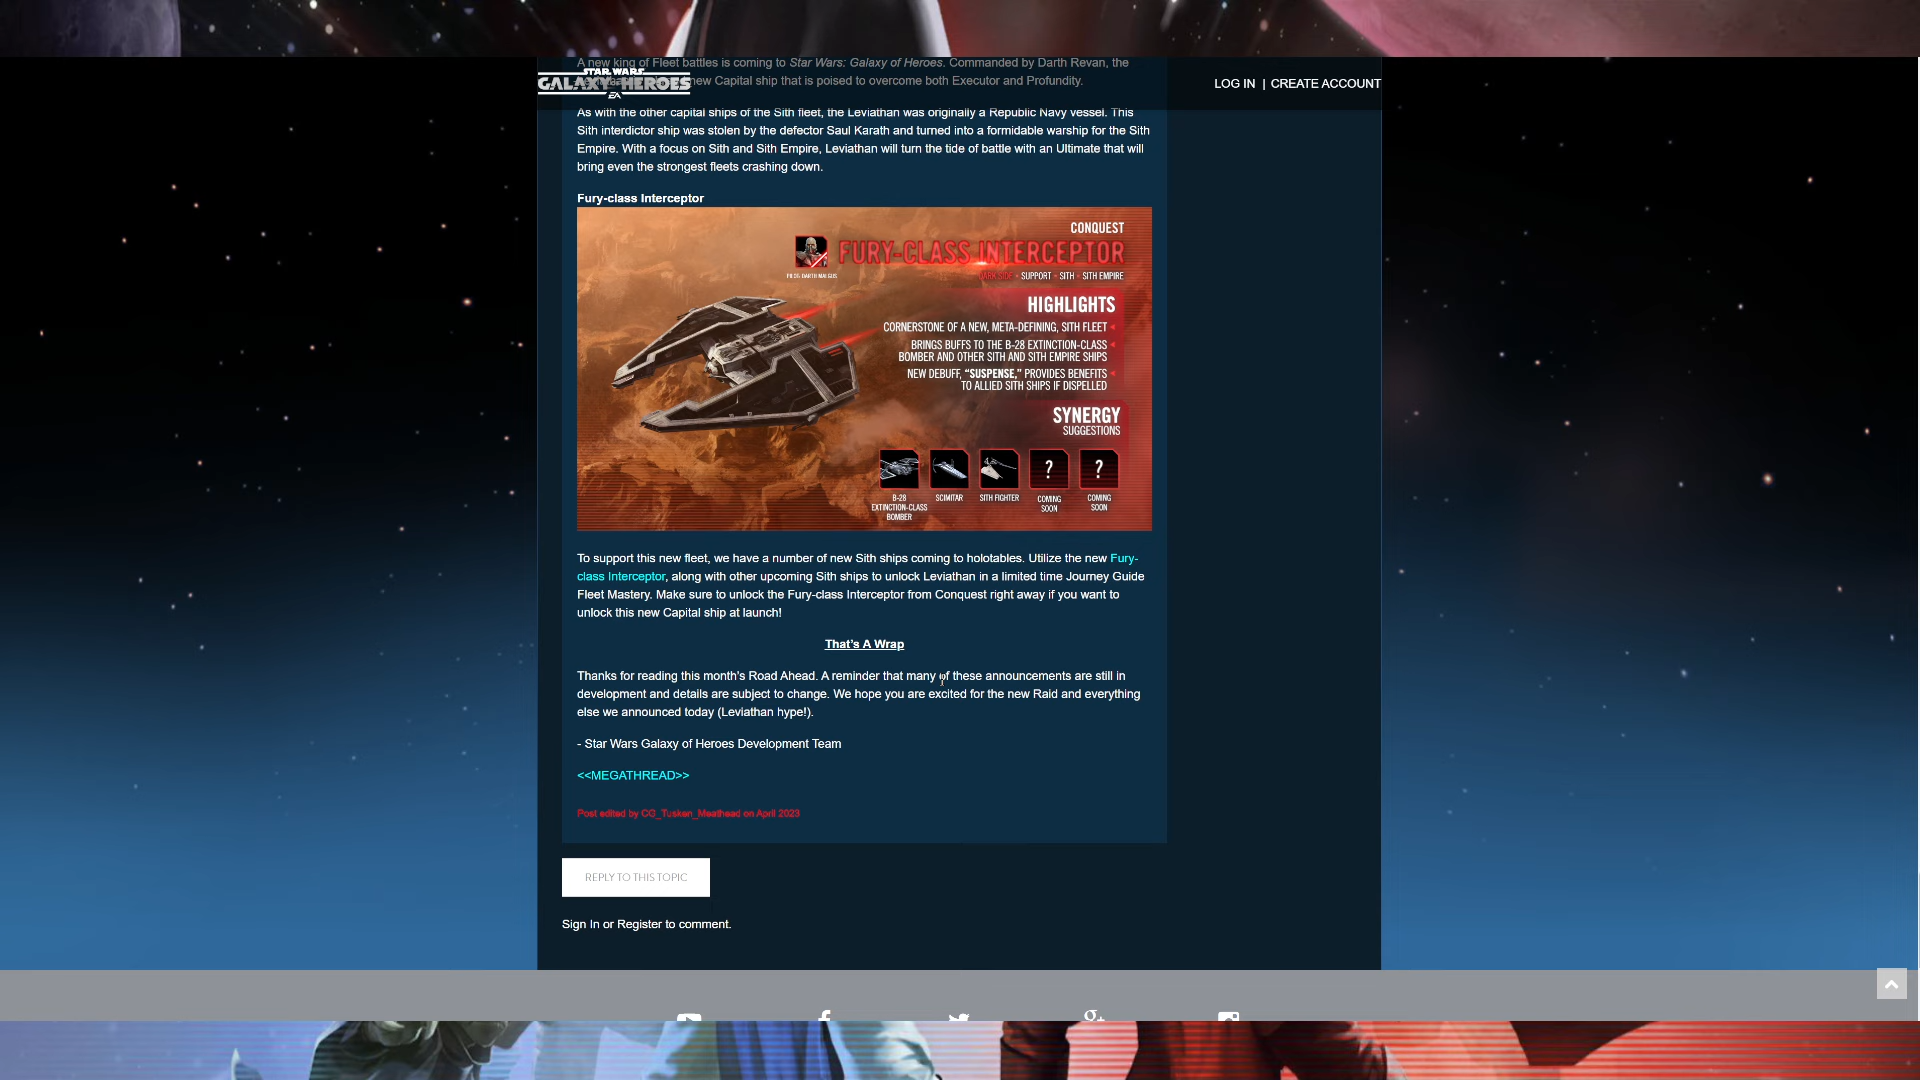 A new king of Fleet battles is coming to Star Wars: Galaxy of Heroes. Commanded by Darth Revan, the
new Capital ship that is poised to overcome both Executor and Profundity.
STAR WARS
GALAXY OF HEROES
EA
LOG IN | CREATE ACCOUNT
As with the other capital ships of the Sith fleet, the Leviathan was originally a Republic Navy vessel. This
Sith interdictor ship was stolen by the defector Saul Karath and turned into a formidable warship for the Sith
Empire. With a focus on Sith and Sith Empire, Leviathan will turn the tide of battle with an Ultimate that will
bring even the strongest fleets crashing down.
Fury-class Interceptor
CONQUEST
FURY-CLASS INTERCEPTOR
PILOT: DARTH MALGUS
DARK SIDE - SUPPORT - SITH - SITH EMPIRE
HIGHLIGHTS
CORNERSTONE OF A NEW, META-DEFINING, SITH FLEET
BRINGS BUFFS TO THE B-28 EXTINCTION-CLASS
BOMBER AND OTHER SITH AND SITH EMPIRE SHIPS
NEW DEBUFF, “SUSPENSE,” PROVIDES BENEFITS
TO ALLIED SITH SHIPS IF DISPELLED
SYNERGY
SUGGESTIONS
? ?
B-28
EXTINCTION-CLASS
BOMBER
SCIMITAR
SITH FIGHTER
COMING
SOON
COMING
SOON
To support this new fleet, we have a number of new Sith ships coming to holotables. Utilize the new Fury-
class Interceptor, along with other upcoming Sith ships to unlock Leviathan in a limited time Journey Guide
Fleet Mastery. Make sure to unlock the Fury-class Interceptor from Conquest right away if you want to
unlock this new Capital ship at launch!
That's A Wrap
Thanks for reading this month's Road Ahead. A reminder that many of these announcements are still in
development and details are subject to change. We hope you are excited for the new Raid and everything
else we announced today (Leviathan hype!).
- Star Wars Galaxy of Heroes Development Team
<<MEGATHREAD>>
Post edited by CG_Tusken_Meathead on April 2023
REPLY TO THIS TOPIC
Sign In or Register to comment.